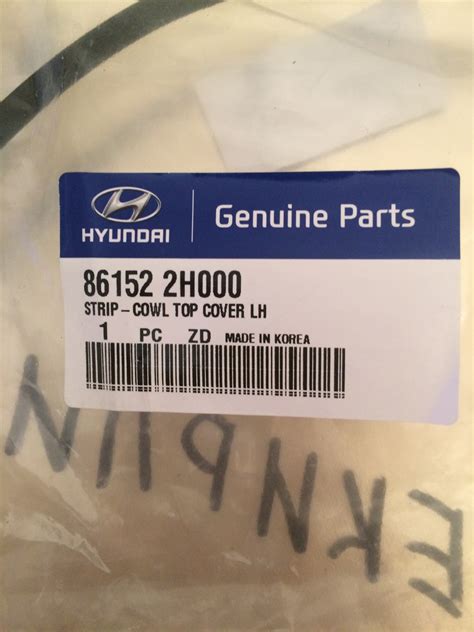 HYUNDAI
Genuine Parts
86152 2H000
STRIP-COWL TOP COVER LH
1 PC ZD MADE IN KOREA